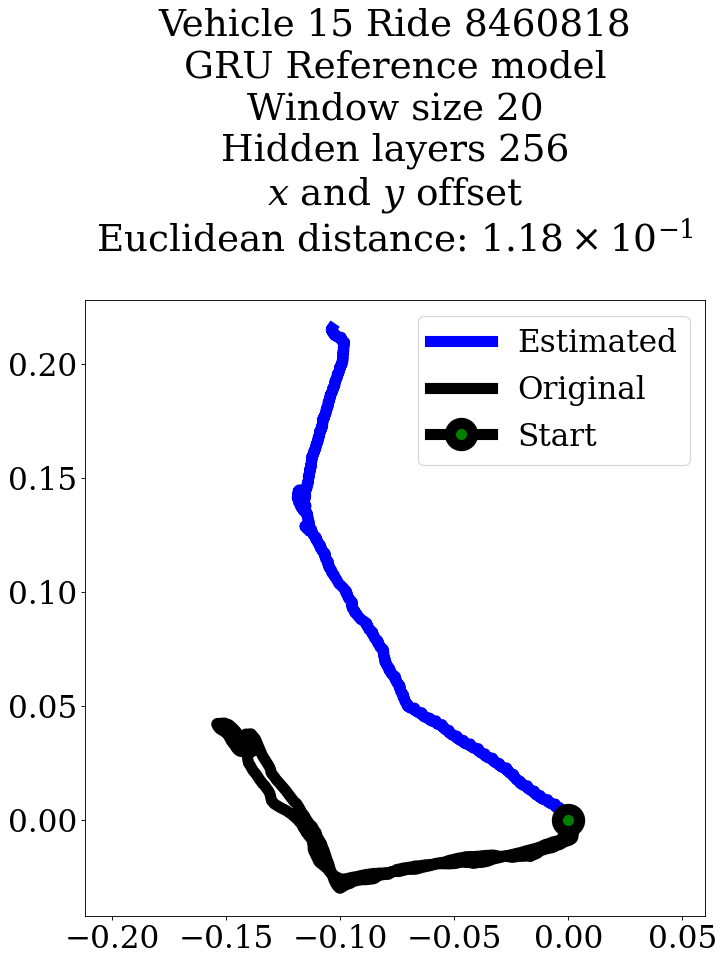 Vehicle 15 Ride 8460818
GRU Reference model
Window size 20
Hidden layers 256
x and y offset
Euclidean distance: 1.18 × 10⁻¹
Estimated
Original
Start
0.20
0.15
0.10
0.05
0.00
−0.20 −0.15 −0.10 −0.05 0.00 0.05